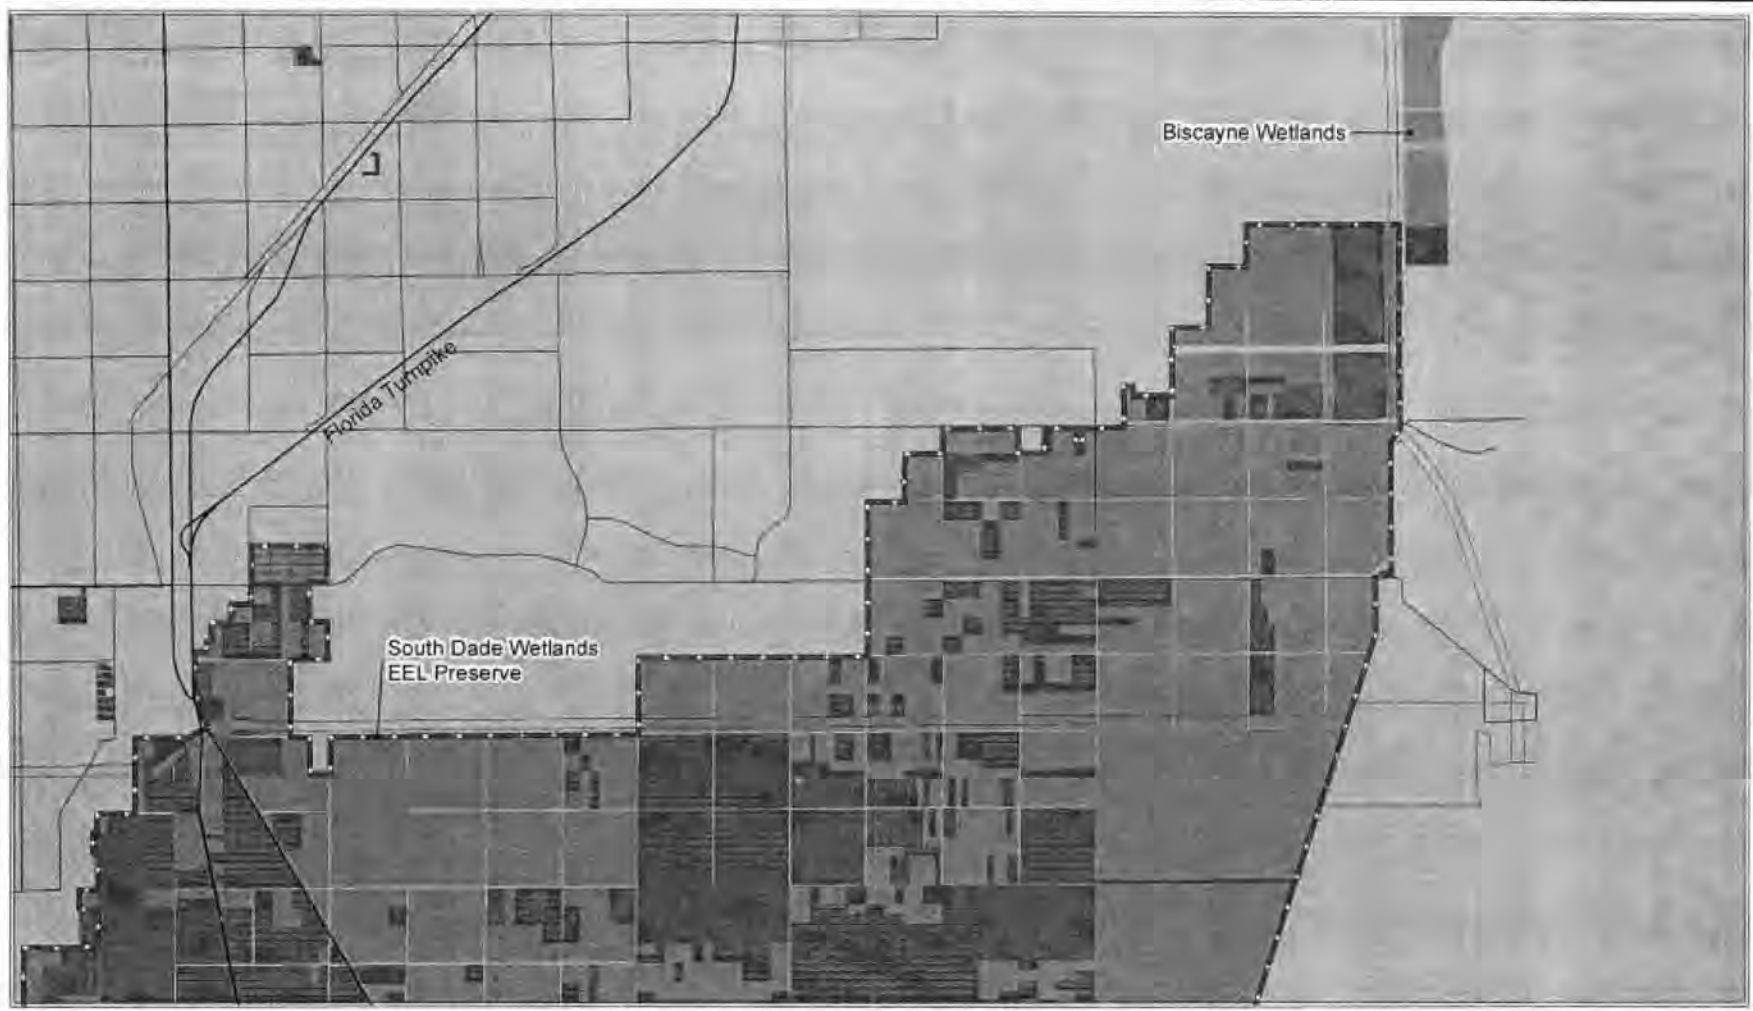 Biscayne Wetlands
Florida Turnpike
South Dade Wetlands
EEL Preserve